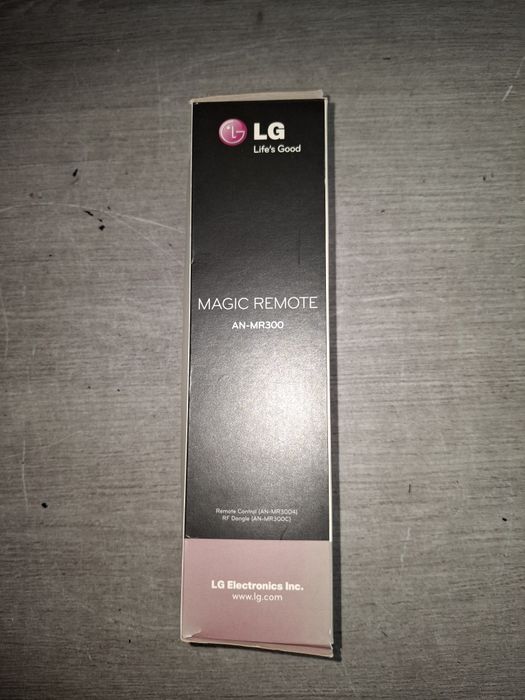 LG
Life's Good
MAGIC REMOTE
AN-MR300
Remote Control (AN-MR3004)
RF Dongle (AN-MR300C)
LG Electronics Inc.
www.lg.com